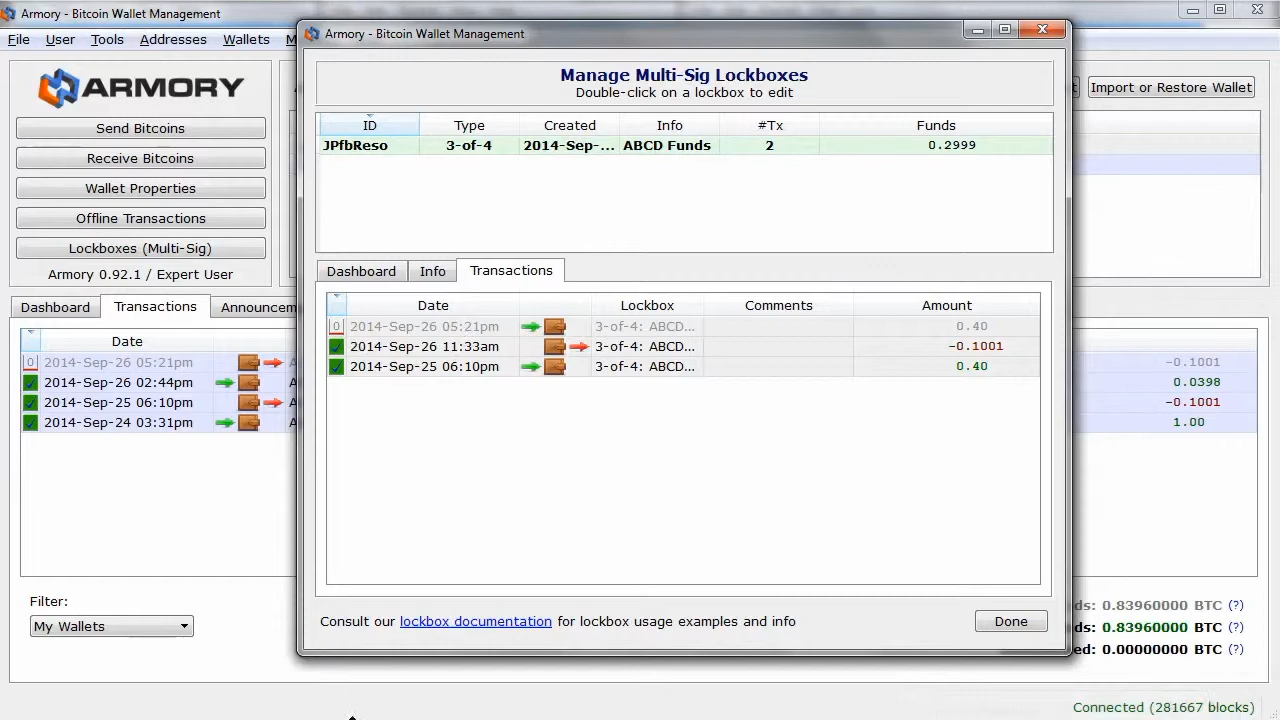 Armory - Bitcoin Wallet Management
File User Tools Addresses Wallets M
ARMORY
Send Bitcoins
Receive Bitcoins
Wallet Properties
Offline Transactions
Lockboxes (Multi-Sig)
Armory 0.92.1 / Expert User
Dashboard Transactions Announcem
Date
0 2014-Sep-26 05:21pm A
2014-Sep-26 02:44pm A
2014-Sep-25 06:10pm A
2014-Sep-24 03:31pm A
Filter:
My Wallets
Armory - Bitcoin Wallet Management
Manage Multi-Sig Lockboxes
Double-click on a lockbox to edit
ID Type Created Info #Tx Funds
JPfbReso 3-of-4 2014-Sep-... ABCD Funds 2 0.2999
Dashboard Info Transactions
Date Lockbox Comments Amount
0 2014-Sep-26 05:21pm 3-of-4: ABCD... 0.40
2014-Sep-26 11:33am 3-of-4: ABCD... -0.1001
2014-Sep-25 06:10pm 3-of-4: ABCD... 0.40
Consult our lockbox documentation for lockbox usage examples and info
Done
t Import or Restore Wallet
-0.1001
0.0398
-0.1001
1.00
ds: 0.83960000 BTC (?)
ds: 0.83960000 BTC (?)
ed: 0.00000000 BTC (?)
Connected (281667 blocks)